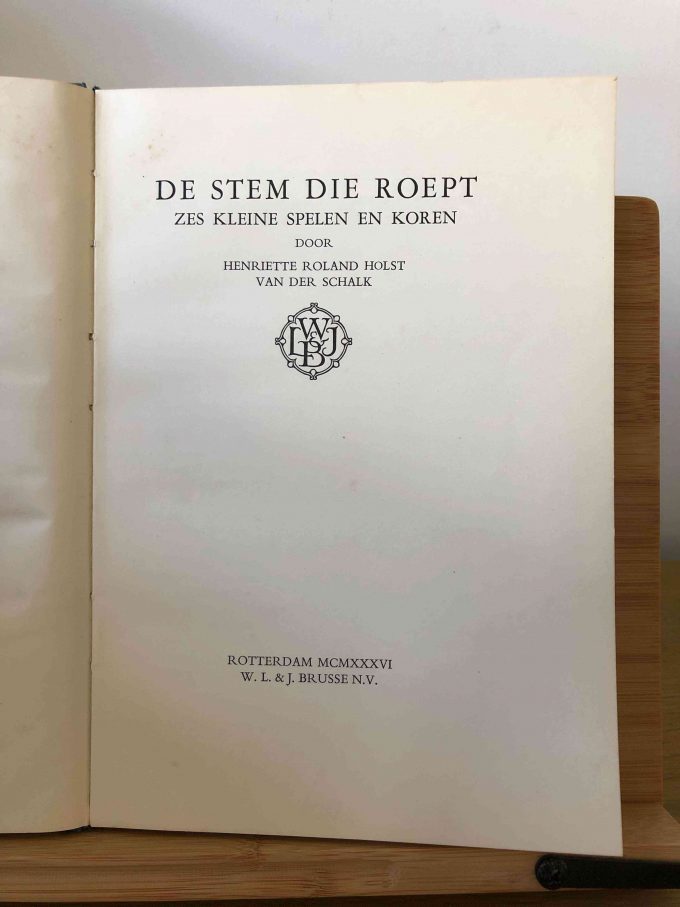 DE STEM DIE ROEPT
ZES KLEINE SPELEN EN KOREN
DOOR
HENRIETTE ROLAND HOLST
VAN DER SCHALK
W L & J B
ROTTERDAM MCMXXXVI
W. L. & J. BRUSSE N.V.